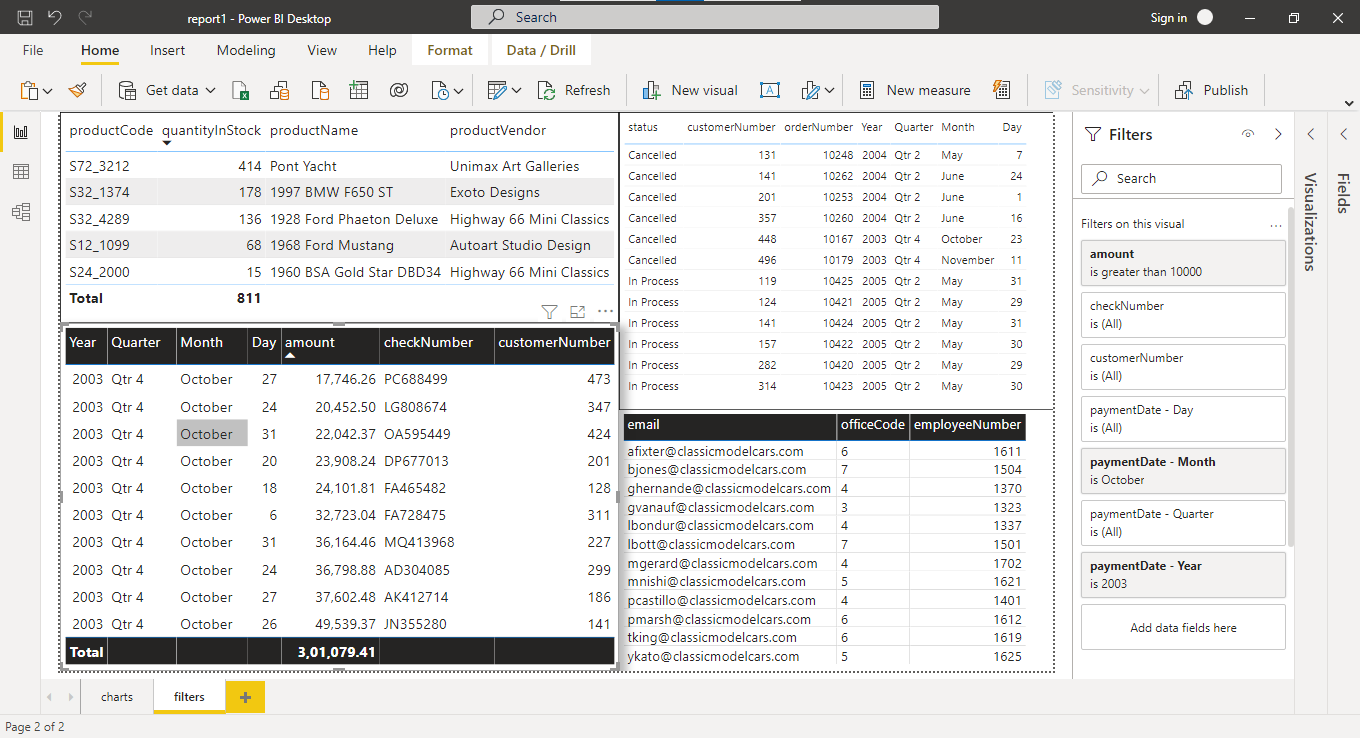 report1 - Power BI Desktop
Search
Sign in
File Home Insert Modeling View Help Format Data / Drill
Get data Refresh New visual New measure Sensitivity Publish
productCode quantityInStock productName productVendor
S72_3212 414 Pont Yacht Unimax Art Galleries
S32_1374 178 1997 BMW F650 ST Exoto Designs
S32_4289 136 1928 Ford Phaeton Deluxe Highway 66 Mini Classics
S12_1099 68 1968 Ford Mustang Autoart Studio Design
S24_2000 15 1960 BSA Gold Star DBD34 Highway 66 Mini Classics
Total 811
Year Quarter Month Day amount checkNumber customerNumber
2003 Qtr 4 October 27 17,746.26 PC688499 473
2003 Qtr 4 October 24 20,452.50 LG808674 347
2003 Qtr 4 October 31 22,042.37 OA595449 424
2003 Qtr 4 October 20 23,908.24 DP677013 201
2003 Qtr 4 October 18 24,101.81 FA465482 128
2003 Qtr 4 October 6 32,723.04 FA728475 311
2003 Qtr 4 October 31 36,164.46 MQ413968 227
2003 Qtr 4 October 24 36,798.88 AD304085 299
2003 Qtr 4 October 27 37,602.48 AK412714 186
2003 Qtr 4 October 26 49,539.37 JN355280 141
Total 3,01,079.41
status customerNumber orderNumber Year Quarter Month Day
Cancelled 131 10248 2004 Qtr 2 May 7
Cancelled 141 10262 2004 Qtr 2 June 24
Cancelled 201 10253 2004 Qtr 2 June 1
Cancelled 357 10260 2004 Qtr 2 June 16
Cancelled 448 10167 2003 Qtr 4 October 23
Cancelled 496 10179 2003 Qtr 4 November 11
In Process 119 10425 2005 Qtr 2 May 31
In Process 124 10421 2005 Qtr 2 May 29
In Process 141 10424 2005 Qtr 2 May 31
In Process 157 10422 2005 Qtr 2 May 30
In Process 282 10420 2005 Qtr 2 May 29
In Process 314 10423 2005 Qtr 2 May 30
email officeCode employeeNumber
afixter@classicmodelcars.com 6 1611
bjones@classicmodelcars.com 7 1504
ghernande@classicmodelcars.com 4 1370
gvanauf@classicmodelcars.com 3 1323
lbondur@classicmodelcars.com 4 1337
lbott@classicmodelcars.com 7 1501
mgerard@classicmodelcars.com 4 1702
mnishi@classicmodelcars.com 5 1621
pcastillo@classicmodelcars.com 4 1401
pmarsh@classicmodelcars.com 6 1612
tking@classicmodelcars.com 6 1619
ykato@classicmodelcars.com 5 1625
Filters
Search
Filters on this visual
amount
is greater than 10000
checkNumber
is (All)
customerNumber
is (All)
paymentDate - Day
is (All)
paymentDate - Month
is October
paymentDate - Quarter
is (All)
paymentDate - Year
is 2003
Add data fields here
Visualizations
Fields
charts filters
Page 2 of 2